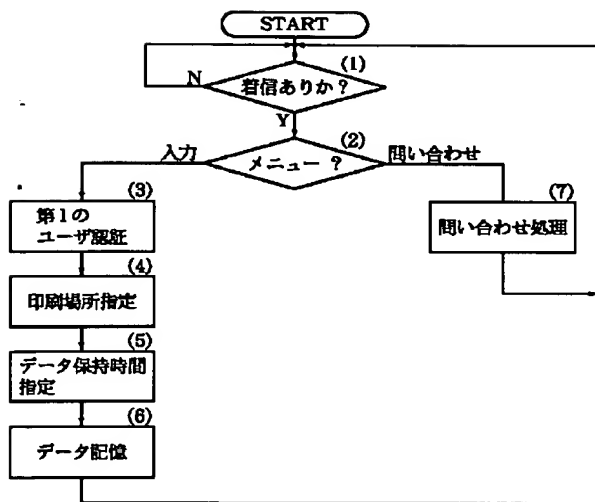 START
(1)
着信ありか？
N
Y
(2)
メニュー ？
入力
問い合わせ
(3)
第1の
ユーザ認証
(7)
問い合わせ処理
(4)
印刷場所指定
(5)
データ保持時間
指定
(6)
データ記憶